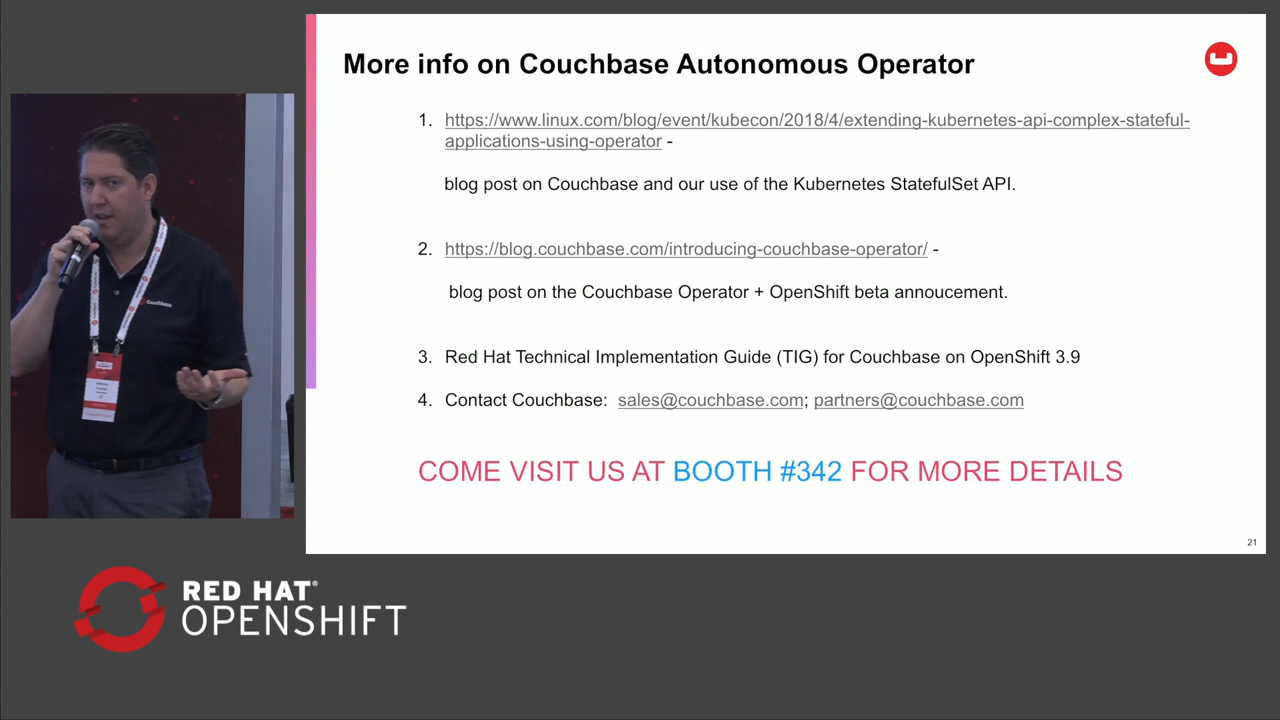 More info on Couchbase Autonomous Operator
1. https://www.linux.com/blog/event/kubecon/2018/4/extending-kubernetes-api-complex-stateful-
applications-using-operator -
blog post on Couchbase and our use of the Kubernetes StatefulSet API.
2. https://blog.couchbase.com/introducing-couchbase-operator/ -
blog post on the Couchbase Operator + OpenShift beta annoucement.
3. Red Hat Technical Implementation Guide (TIG) for Couchbase on OpenShift 3.9
4. Contact Couchbase: sales@couchbase.com; partners@couchbase.com
COME VISIT US AT BOOTH #342 FOR MORE DETAILS
21
Couchbase
RED HAT®
OPENSHIFT